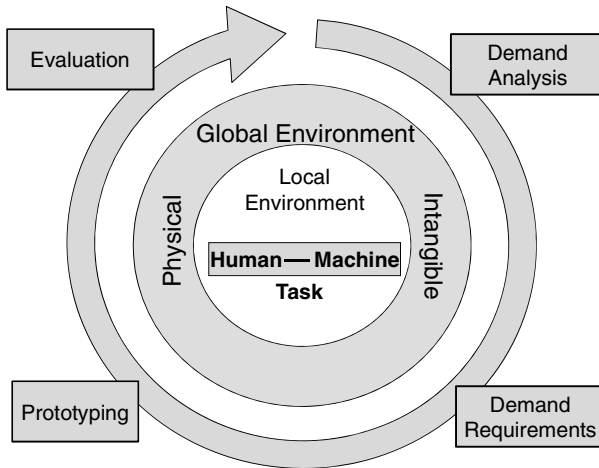 Evaluation
Demand
Analysis
Global Environment
Local
Environment
Physical
Intangible
Human — Machine
Task
Prototyping
Demand
Requirements